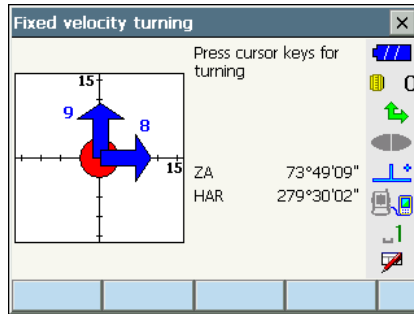 Fixed velocity turning
Press cursor keys for
turning
15
9
8
15
ZA 73°49'09"
HAR 279°30'02"
0
1